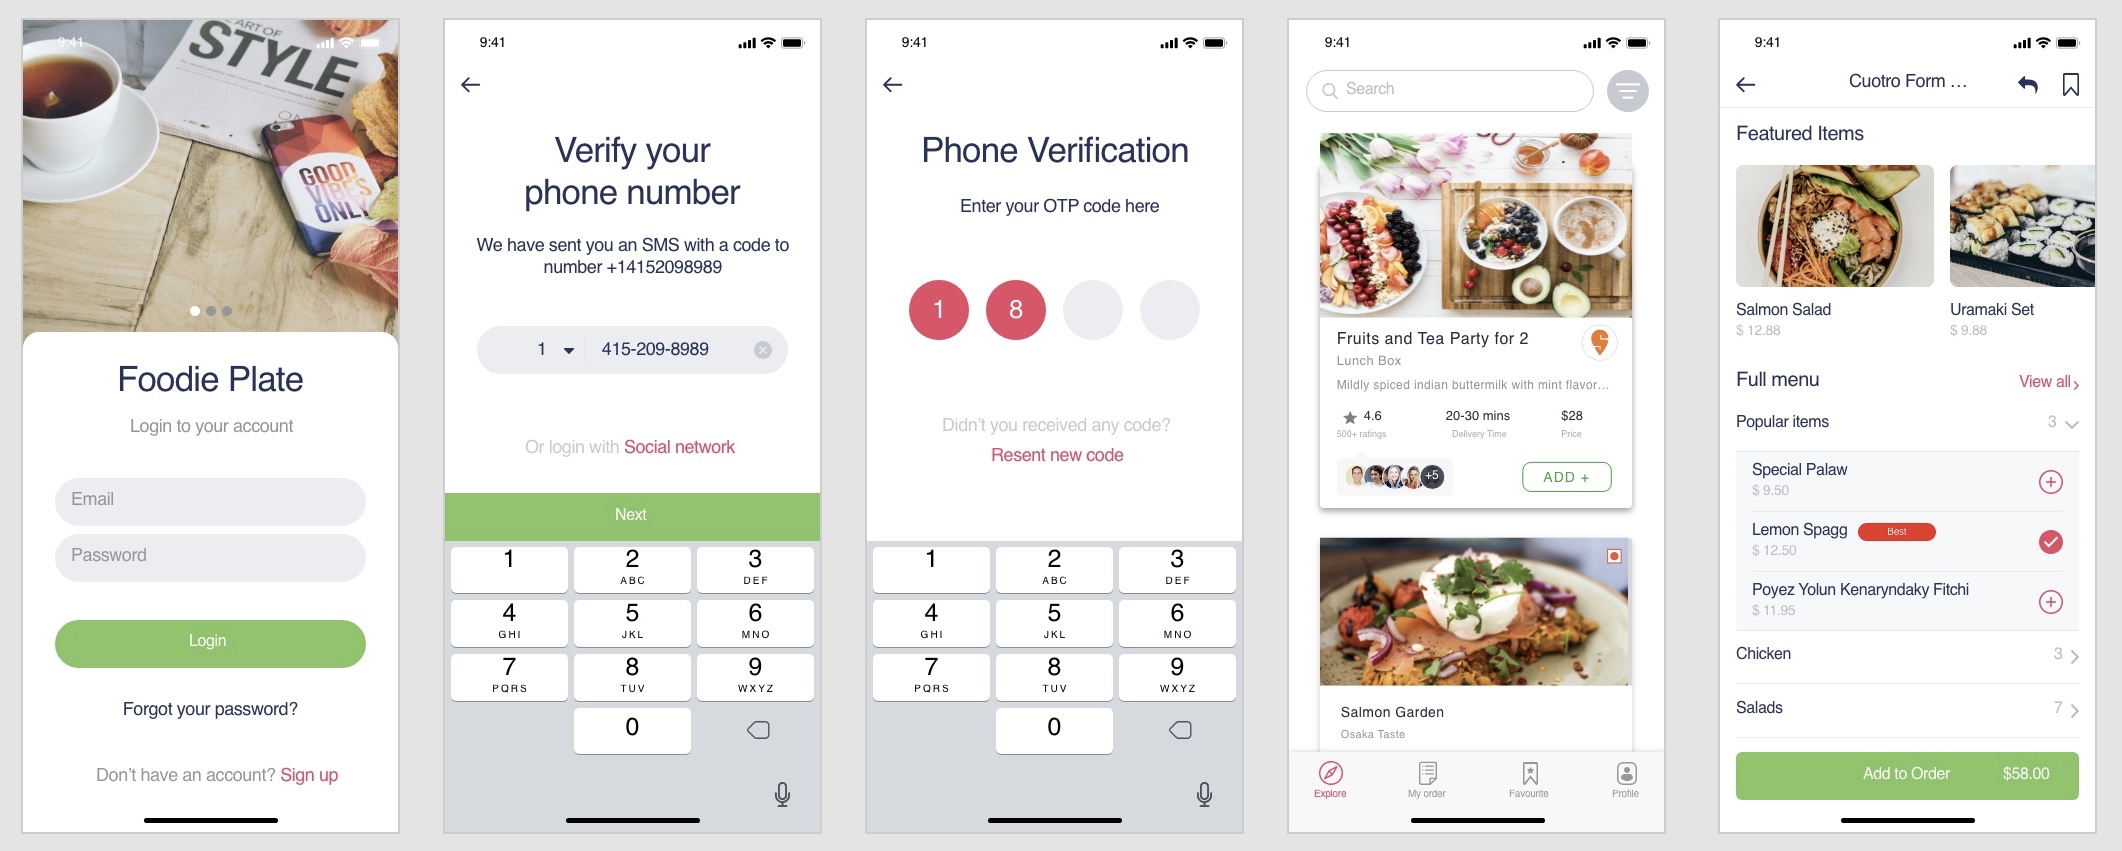 9:41
THE ART OF
STYLE
GOOD
VIBES
ONLY
Foodie Plate
Login to your account
Email
Password
Login
Forgot your password?
Don't have an account? Sign up
9:41
Verify your
phone number
We have sent you an SMS with a code to
number +14152098989
1 415-209-8989
Or login with Social network
Next
1 2 3
ABC DEF
4 5 6
GHI JKL MNO
7 8 9
PQRS TUV WXYZ
0
9:41
Phone Verification
Enter your OTP code here
1 8
Didn't you received any code?
Resent new code
1 2 3
ABC DEF
4 5 6
GHI JKL MNO
7 8 9
PQRS TUV WXYZ
0
9:41
Search
Fruits and Tea Party for 2
Lunch Box
Mildly spiced indian buttermilk with mint flavor...
4.6 20-30 mins $28
500+ ratings Delivery Time Price
+5 ADD +
Salmon Garden
Osaka Taste
Explore My order Favourite Profile
9:41
Cuotro Form ...
Featured Items
Salmon Salad Uramaki Set
$ 12.88 $ 9.88
Full menu View all
Popular items 3
Special Palaw
$ 9.50
Lemon Spagg Best
$ 12.50
Poyez Yolun Kenaryndaky Fitchi
$ 11.95
Chicken 3
Salads 7
Add to Order $58.00